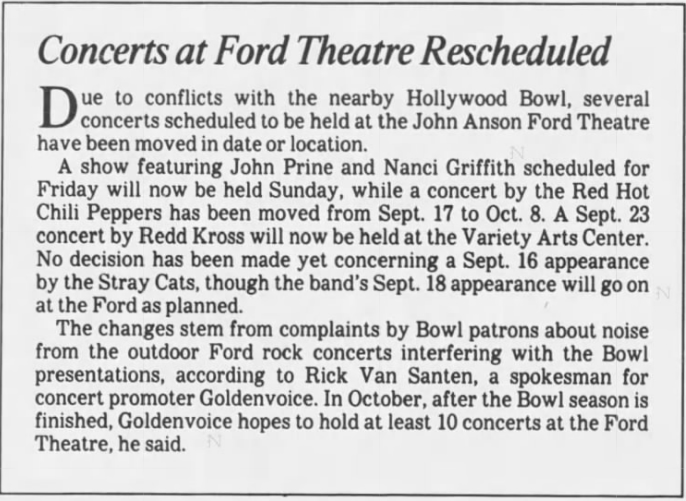 Concerts at Ford Theatre Rescheduled
Due to conflicts with the nearby Hollywood Bowl, several
concerts scheduled to be held at the John Anson Ford Theatre
have been moved in date or location.
A show featuring John Prine and Nanci Griffith scheduled for
Friday will now be held Sunday, while a concert by the Red Hot
Chili Peppers has been moved from Sept. 17 to Oct. 8. A Sept. 23
concert by Redd Kross will now be held at the Variety Arts Center.
No decision has been made yet concerning a Sept. 16 appearance
by the Stray Cats, though the band's Sept. 18 appearance will go on
at the Ford as planned.
The changes stem from complaints by Bowl patrons about noise
from the outdoor Ford rock concerts interfering with the Bowl
presentations, according to Rick Van Santen, a spokesman for
concert promoter Goldenvoice. In October, after the Bowl season is
finished, Goldenvoice hopes to hold at least 10 concerts at the Ford
Theatre, he said.